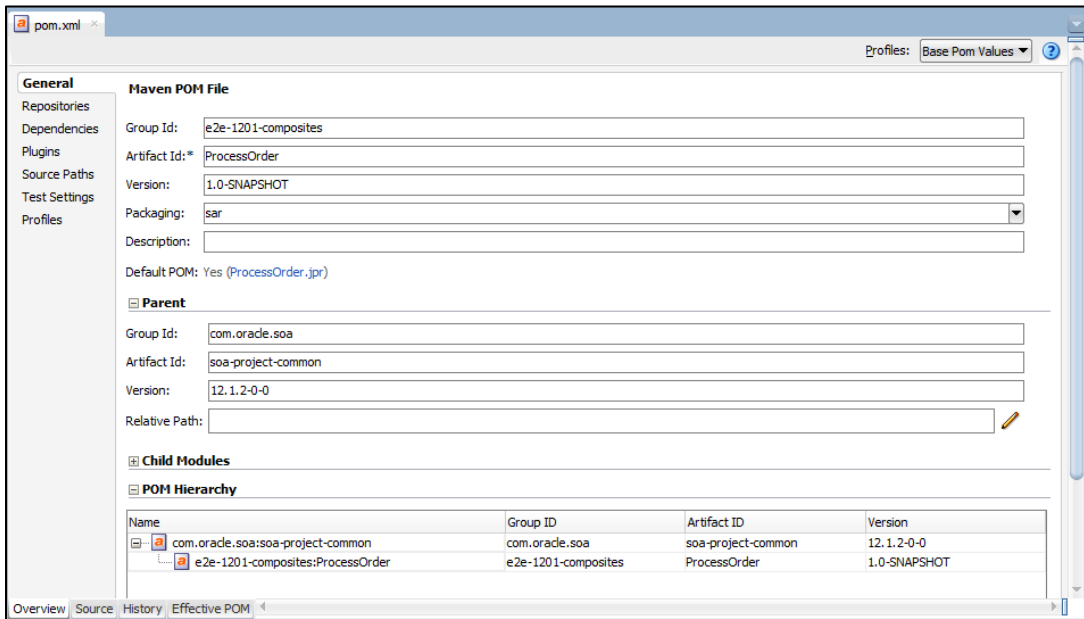 pom.xml
Profiles: Base Pom Values
General
Repositories
Dependencies
Plugins
Source Paths
Test Settings
Profiles
Maven POM File
Group Id: e2e-1201-composites
Artifact Id:* ProcessOrder
Version: 1.0-SNAPSHOT
Packaging: sar
Description:
Default POM: Yes (ProcessOrder.jpr)
Parent
Group Id: com.oracle.soa
Artifact Id: soa-project-common
Version: 12.1.2-0-0
Relative Path:
Child Modules
POM Hierarchy
Name Group ID Artifact ID Version
com.oracle.soa:soa-project-common com.oracle.soa soa-project-common 12.1.2-0-0
e2e-1201-composites:ProcessOrder e2e-1201-composites ProcessOrder 1.0-SNAPSHOT
Overview Source History Effective POM